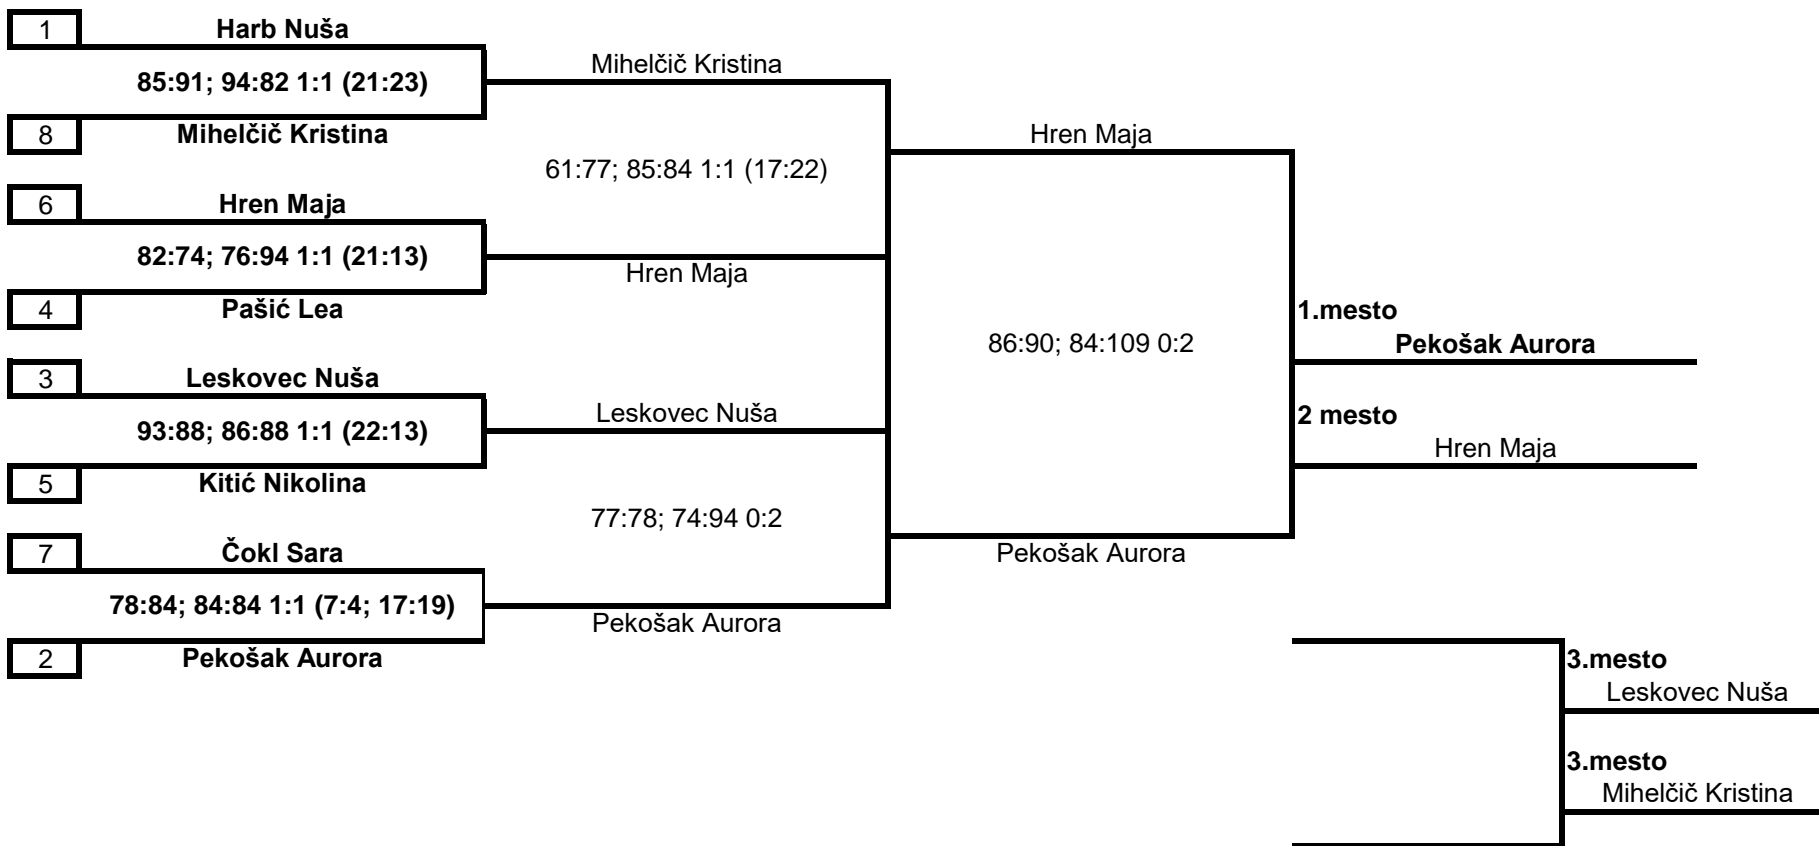 1 Harb Nuša
85:91; 94:82 1:1 (21:23)
8 Mihelčič Kristina
6 Hren Maja
82:74; 76:94 1:1 (21:13)
4 Pašić Lea
3 Leskovec Nuša
93:88; 86:88 1:1 (22:13)
5 Kitić Nikolina
7 Čokl Sara
78:84; 84:84 1:1 (7:4; 17:19)
2 Pekošak Aurora
Mihelčič Kristina
61:77; 85:84 1:1 (17:22)
Hren Maja
Leskovec Nuša
77:78; 74:94 0:2
Pekošak Aurora
Hren Maja
86:90; 84:109 0:2
Pekošak Aurora
1.mesto
Pekošak Aurora
2 mesto
Hren Maja
3.mesto
Leskovec Nuša
3.mesto
Mihelčič Kristina